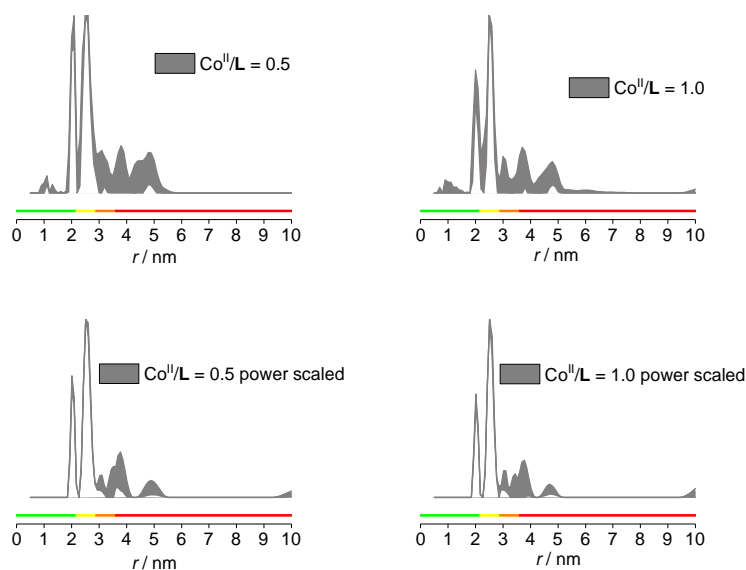 Co^II/L = 0.5
0 1 2 3 4 5 6 7 8 9 10
r / nm
Co^II/L = 1.0
0 1 2 3 4 5 6 7 8 9 10
r / nm
Co^II/L = 0.5 power scaled
0 1 2 3 4 5 6 7 8 9 10
r / nm
Co^II/L = 1.0 power scaled
0 1 2 3 4 5 6 7 8 9 10
r / nm